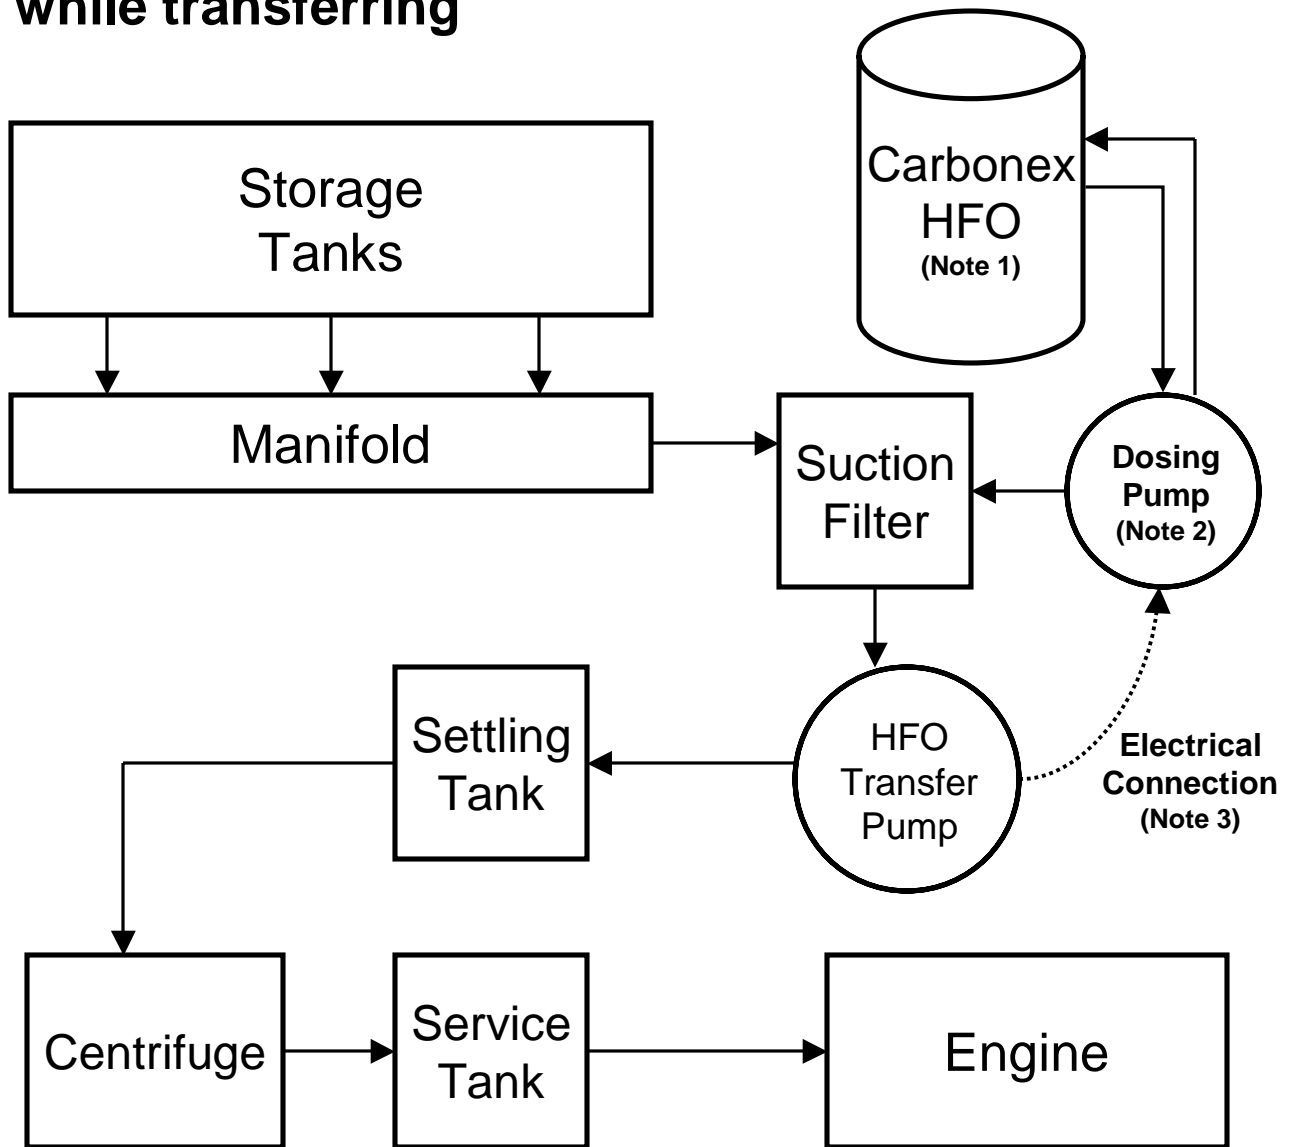 while transferring
Storage
Tanks
Carbonex
HFO
(Note 1)
Manifold
Suction
Filter
Dosing
Pump
(Note 2)
Settling
Tank
HFO
Transfer
Pump
Electrical
Connection
(Note 3)
Centrifuge
Service
Tank
Engine